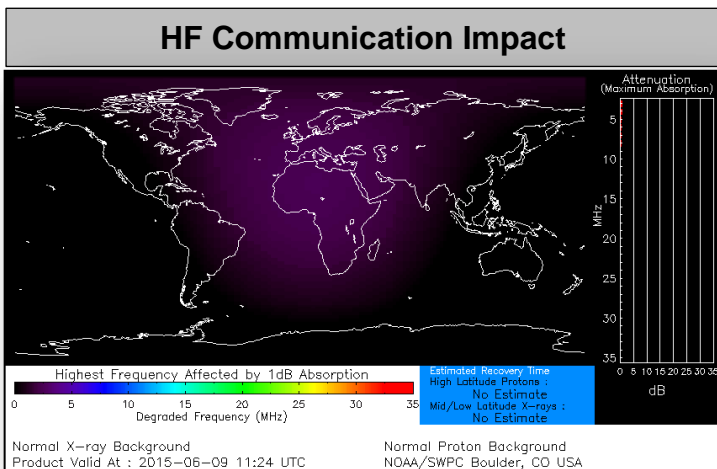 HF Communication Impact
Attenuation
(Maximum Absorption)
5
10
15
20
25
30
35
MHz
0 5 10 15 20 25 30 35
dB
Highest Frequency Affected by 1dB Absorption
0 5 10 15 20 25 30 35
Degraded Frequency (MHz)
Estimated Recovery Time
High Latitude Protons :
No Estimate
Mid/Low Latitude X-rays :
No Estimate
Normal X-ray Background
Product Valid At : 2015-06-09 11:24 UTC
Normal Proton Background
NOAA/SWPC Boulder, CO USA